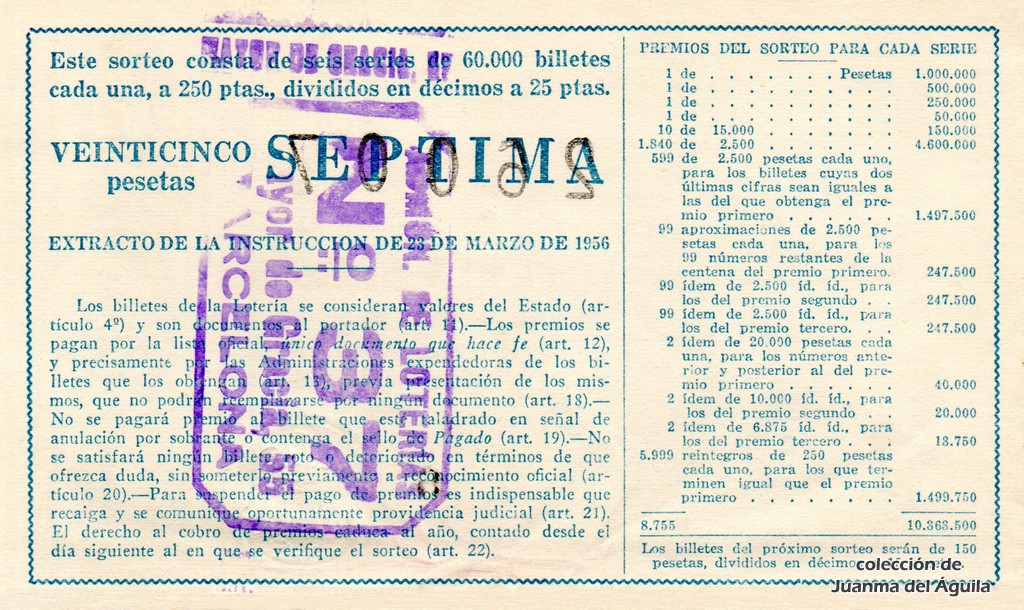 Este sorteo consta de seis series de 60.000 billetes
cada una, a 250 ptas., divididos en décimos a 25 ptas.
VEINTICINCO
pesetas
SEPTIMA
EXTRACTO DE LA INSTRUCCION DE 23 DE MARZO DE 1956
Los billetes de la Lotería se consideran valores del Estado (ar-
tículo 4º) y son documentos al portador (art. 11).—Los premios se
pagan por la lista oficial, único documento que hace fe (art. 12),
y precisamente por las Administraciones expendedoras de los bi-
lletes que los obtengan (art. 13), previa presentación de los mis-
mos, que no podrán reemplazarse por ningún documento (art. 18).—
No se pagará premio al billete que esté taladrado en señal de
anulación por sobrante o contenga el sello de Pagado (art. 19).—No
se satisfará ningún billete roto o deteriorado en términos de que
ofrezca duda, sin someterlo previamente a reconocimiento oficial (ar-
tículo 20).—Para suspender el pago de premios es indispensable que
recaiga y se comunique oportunamente providencia judicial (art. 21).
El derecho al cobro de premios caduca al año, contado desde el
día siguiente al en que se verifique el sorteo (art. 22).
PREMIOS DEL SORTEO PARA CADA SERIE
1 de . . . . . . . Pesetas 1.000.000
1 de . . . . . . . . . . 500.000
1 de . . . . . . . . . . 250.000
1 de . . . . . . . . . . 50.000
10 de 15.000 . . . . . . . 150.000
1.840 de 2.500 . . . . . . . 4.600.000
599 de 2.500 pesetas cada uno,
para los billetes cuyas dos
últimas cifras sean iguales a
las del que obtenga el pre-
mio primero . . . . . . 1.497.500
99 aproximaciones de 2.500 pe-
setas cada una, para los
99 números restantes de la
centena del premio primero. 247.500
99 ídem de 2.500 íd. íd., para
los del premio segundo . . 247.500
99 ídem de 2.500 íd. íd., para
los del premio tercero. . . 247.500
2 ídem de 20.000 pesetas cada
una, para los números ante-
rior y posterior al del pre-
mio primero . . . . . . 40.000
2 ídem de 10.000 íd. íd., para
los del premio segundo . . 20.000
2 ídem de 6.875 íd. íd., para
los del premio tercero . . . 13.750
5.999 reintegros de 250 pesetas
cada uno, para los que ter-
minen igual que el premio
primero . . . . . . . . 1.499.750
8.755 10.363.500
Los billetes del próximo sorteo serán de 150
pesetas, divididos en décimos
MAYOR DE GRACIA,
ADMÓN. DE LOTERIAS
N.º 87
Mayor de Gracia, 53
BARCELONA
26007
colección de
Juanma del Águila